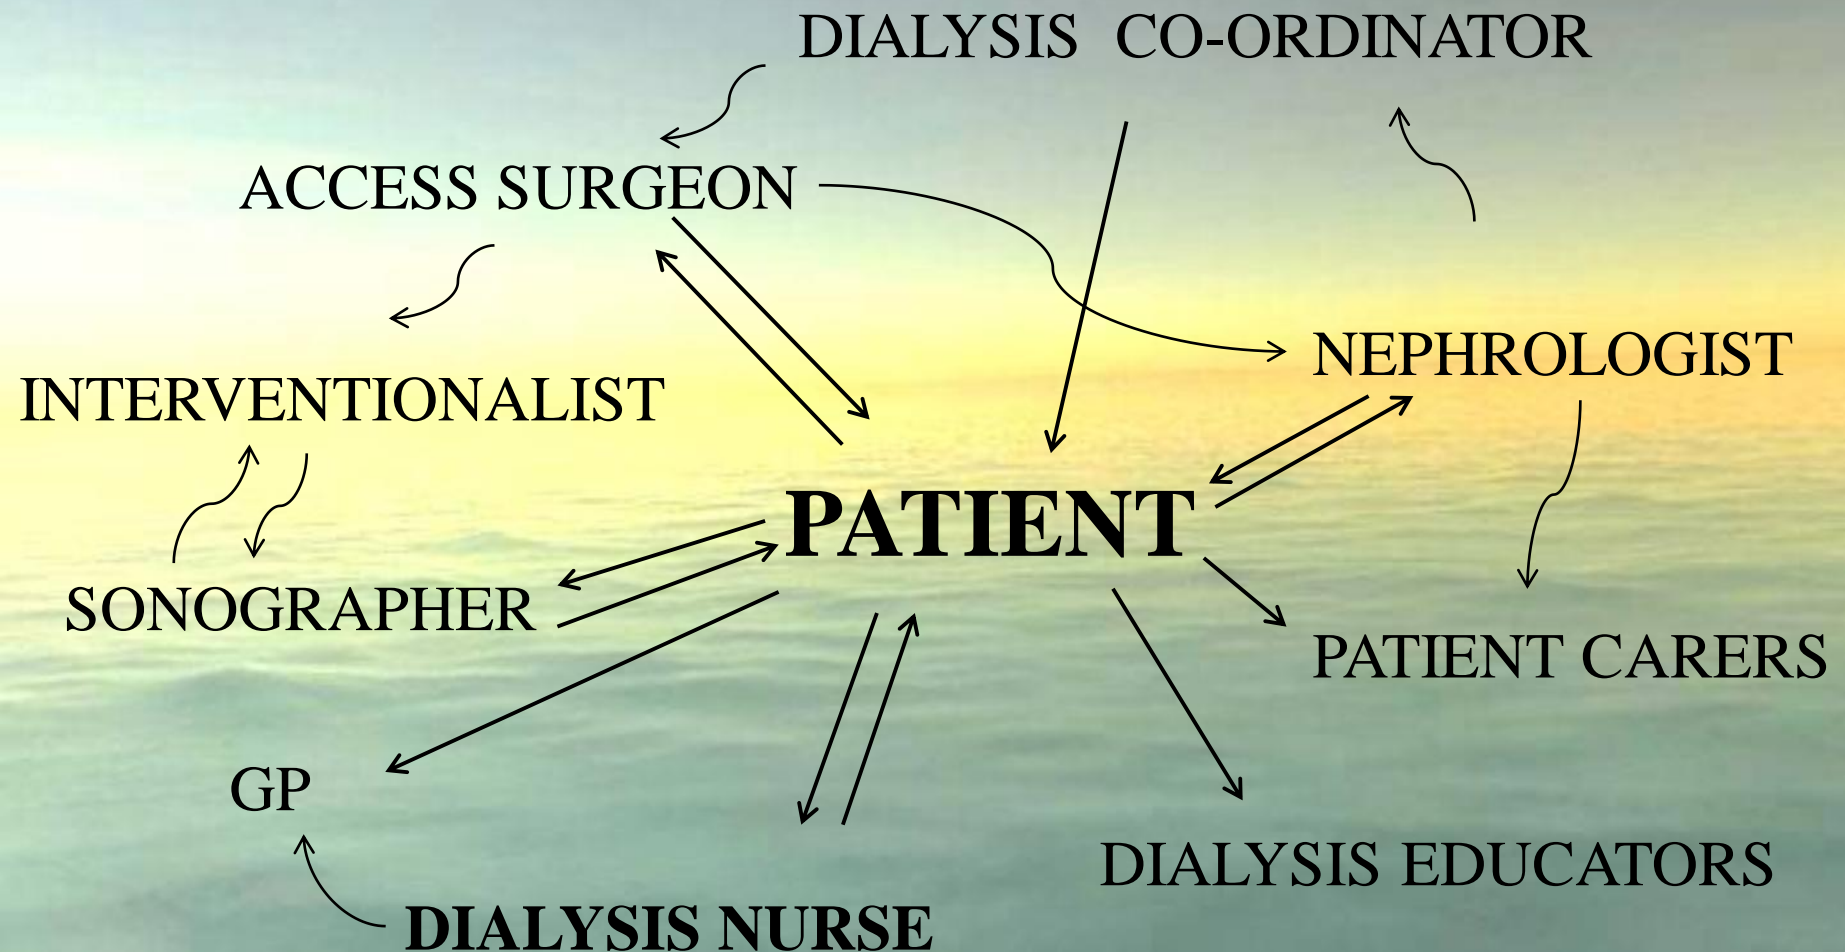 DIALYSIS CO-ORDINATOR
ACCESS SURGEON
NEPHROLOGIST
INTERVENTIONALIST
PATIENT
SONOGRAPHER
PATIENT CARERS
GP
DIALYSIS EDUCATORS
DIALYSIS NURSE